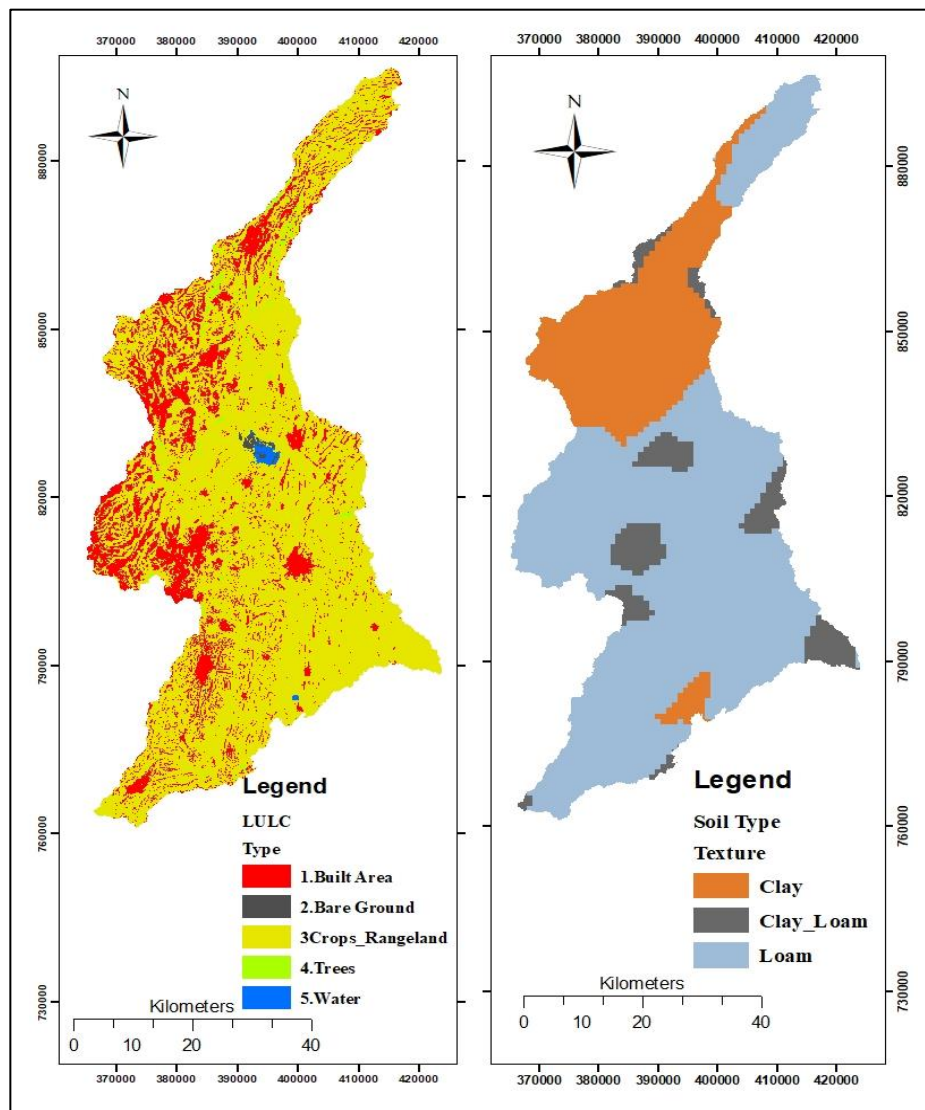 370000 380000 390000 400000 410000 420000
N
880000
850000
820000
790000
760000
730000
Legend
LULC
Type
1.Built Area
2.Bare Ground
3Crops_Rangeland
4.Trees
5.Water
Kilometers
0 10 20 40
370000 380000 390000 400000 410000 420000
370000 380000 390000 400000 410000 420000
N
880000
850000
820000
790000
760000
730000
Legend
Soil Type
Texture
Clay
Clay_Loam
Loam
Kilometers
0 10 20 40
370000 380000 390000 400000 410000 420000